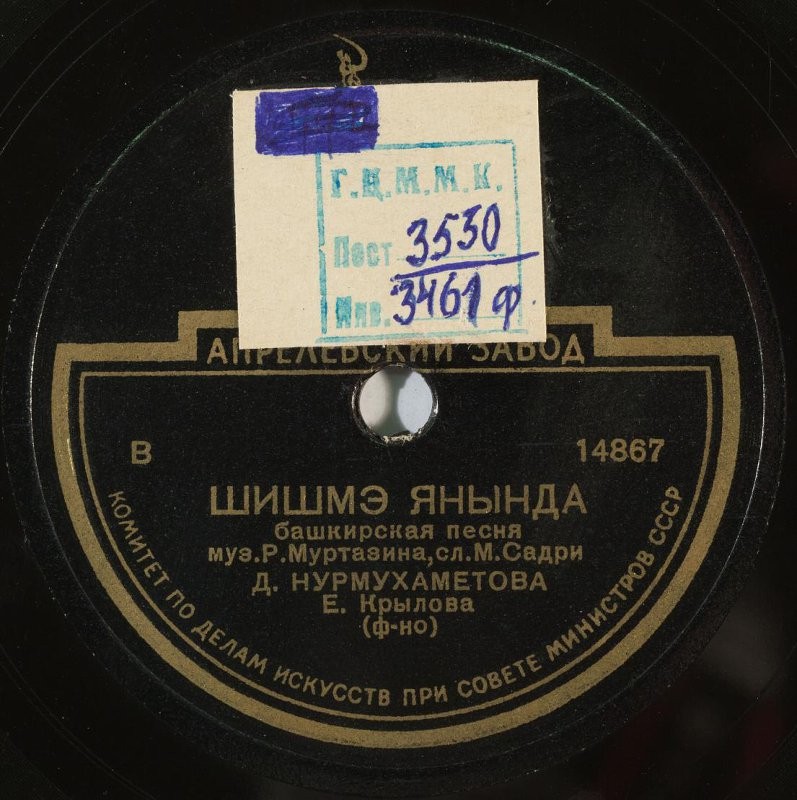 Г.Ц.М.М.К.
Пост 3530
Инв. 3461 ф.
АПРЕЛЕВСКИЙ ЗАВОД
В 14867
ШИШМЭ ЯНЫНДА
башкирская песня
муз.Р.Муртазина,сл.М.Садри
Д. НУРМУХАМЕТОВА
Е. Крылова
(ф-но)
КОМИТЕТ ПО ДЕЛАМ ИСКУССТВ ПРИ СОВЕТЕ МИНИСТРОВ СССР